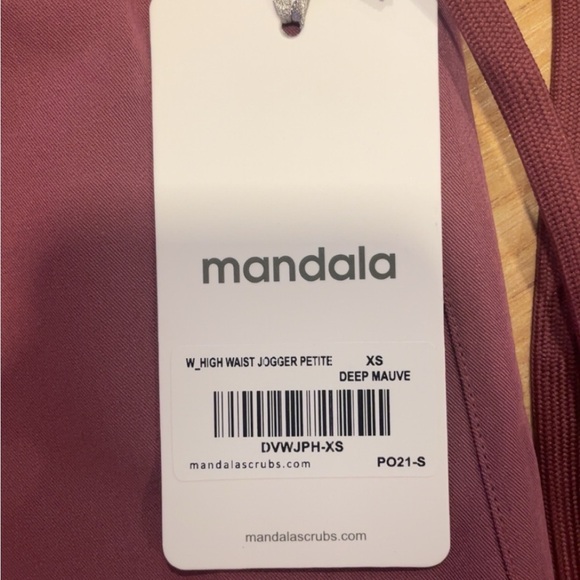 mandala
W_HIGH WAIST JOGGER PETITE XS
DEEP MAUVE
DVWJPH-XS
mandalascrubs.com PO21-S
mandalascrubs.com